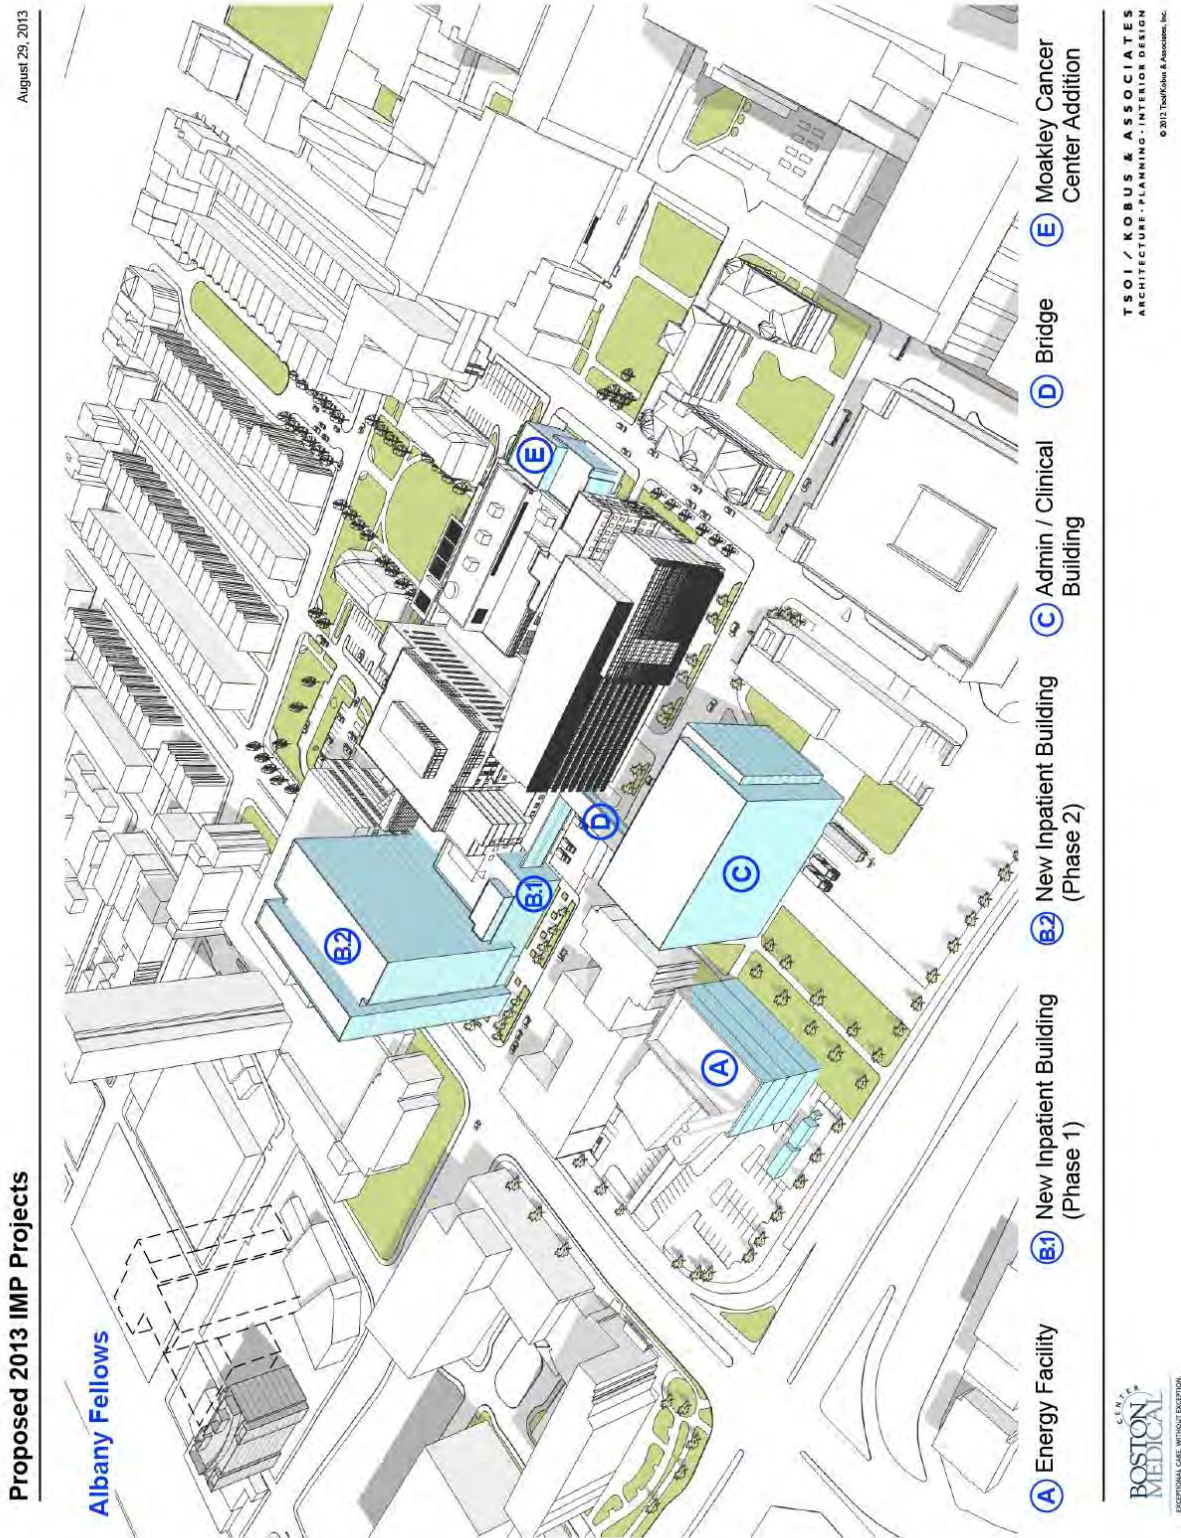 Proposed 2013 IMP Projects
August 29, 2013
Albany Fellows
B.2
B.1
E
D
C
A
A Energy Facility
B.1 New Inpatient Building
(Phase 1)
B.2 New Inpatient Building
(Phase 2)
C Admin / Clinical
Building
D Bridge
E Moakley Cancer
Center Addition
BOSTON
MEDICAL
CENTER
EXCEPTIONAL CARE. WITHOUT EXCEPTION.
TSOI / KOBUS & ASSOCIATES
ARCHITECTURE • PLANNING • INTERIOR DESIGN
© 2012 Tsoi/Kobus & Associates, Inc.